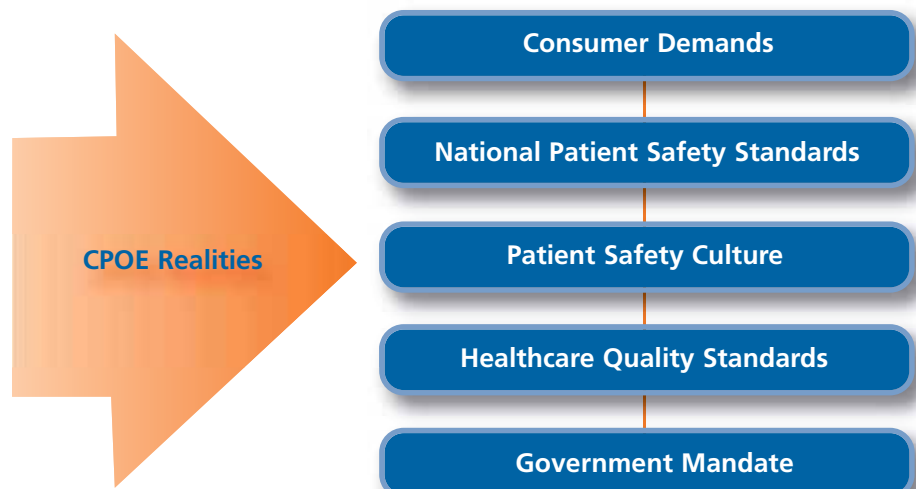 Consumer Demands
National Patient Safety Standards
CPOE Realities
Patient Safety Culture
Healthcare Quality Standards
Government Mandate